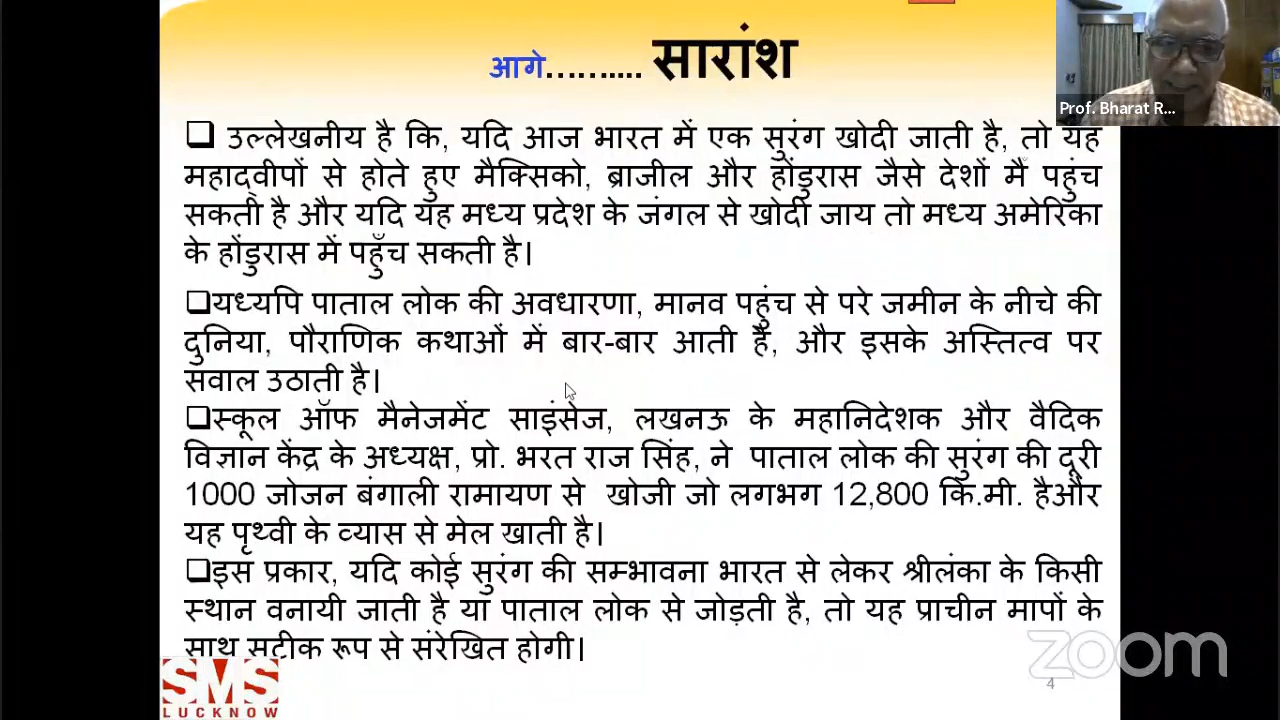 आगे……….. सारांश
Prof. Bharat R...
❑ उल्लेखनीय है कि, यदि आज भारत में एक सुरंग खोदी जाती है, तो यह
महाद्वीपों से होते हुए मैक्सिको, ब्राजील और होंडुरास जैसे देशों में पहुंच
सकती है और यदि यह मध्य प्रदेश के जंगल से खोदी जाय तो मध्य अमेरिका
के होंडुरास में पहुँच सकती है।
❑यध्यपि पाताल लोक की अवधारणा, मानव पहुंच से परे जमीन के नीचे की
दुनिया, पौराणिक कथाओं में बार-बार आती है, और इसके अस्तित्व पर
सवाल उठाती है।
❑स्कूल ऑफ मैनेजमेंट साइंसेज, लखनऊ के महानिदेशक और वैदिक
विज्ञान केंद्र के अध्यक्ष, प्रो. भरत राज सिंह, ने पाताल लोक की सुरंग की दूरी
1000 जोजन बंगाली रामायण से खोजी जो लगभग 12,800 कि.मी. हैऔर
यह पृथ्वी के व्यास से मेल खाती है।
❑इस प्रकार, यदि कोई सुरंग की सम्भावना भारत से लेकर श्रीलंका के किसी
स्थान वनायी जाती है या पाताल लोक से जोड़ती है, तो यह प्राचीन मापों के
साथ सटीक रूप से संरेखित होगी।
zoom
4
SMS
LUCKNOW